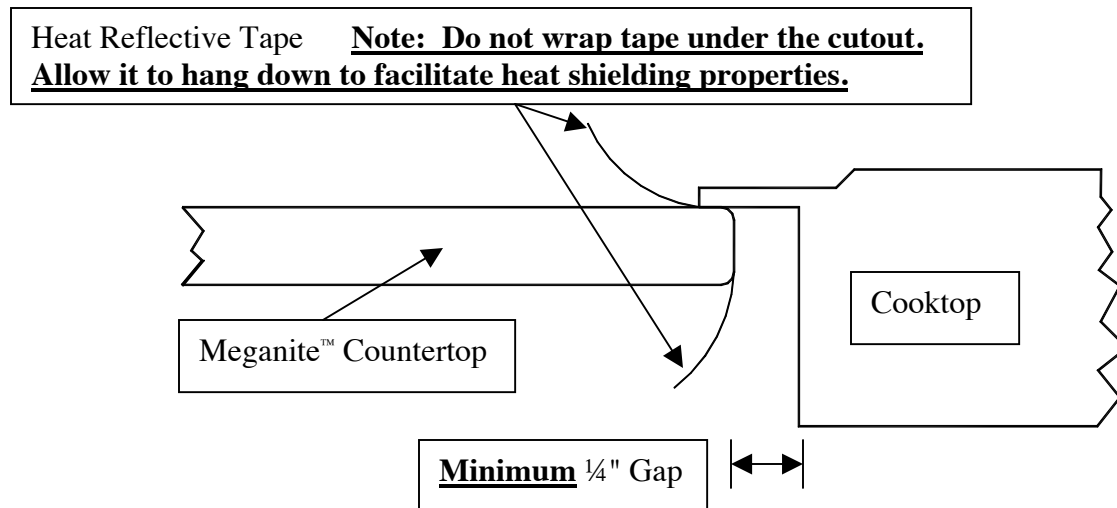 Heat Reflective Tape Note: Do not wrap tape under the cutout.
Allow it to hang down to facilitate heat shielding properties.
Cooktop
Meganite™ Countertop
Minimum ¼" Gap